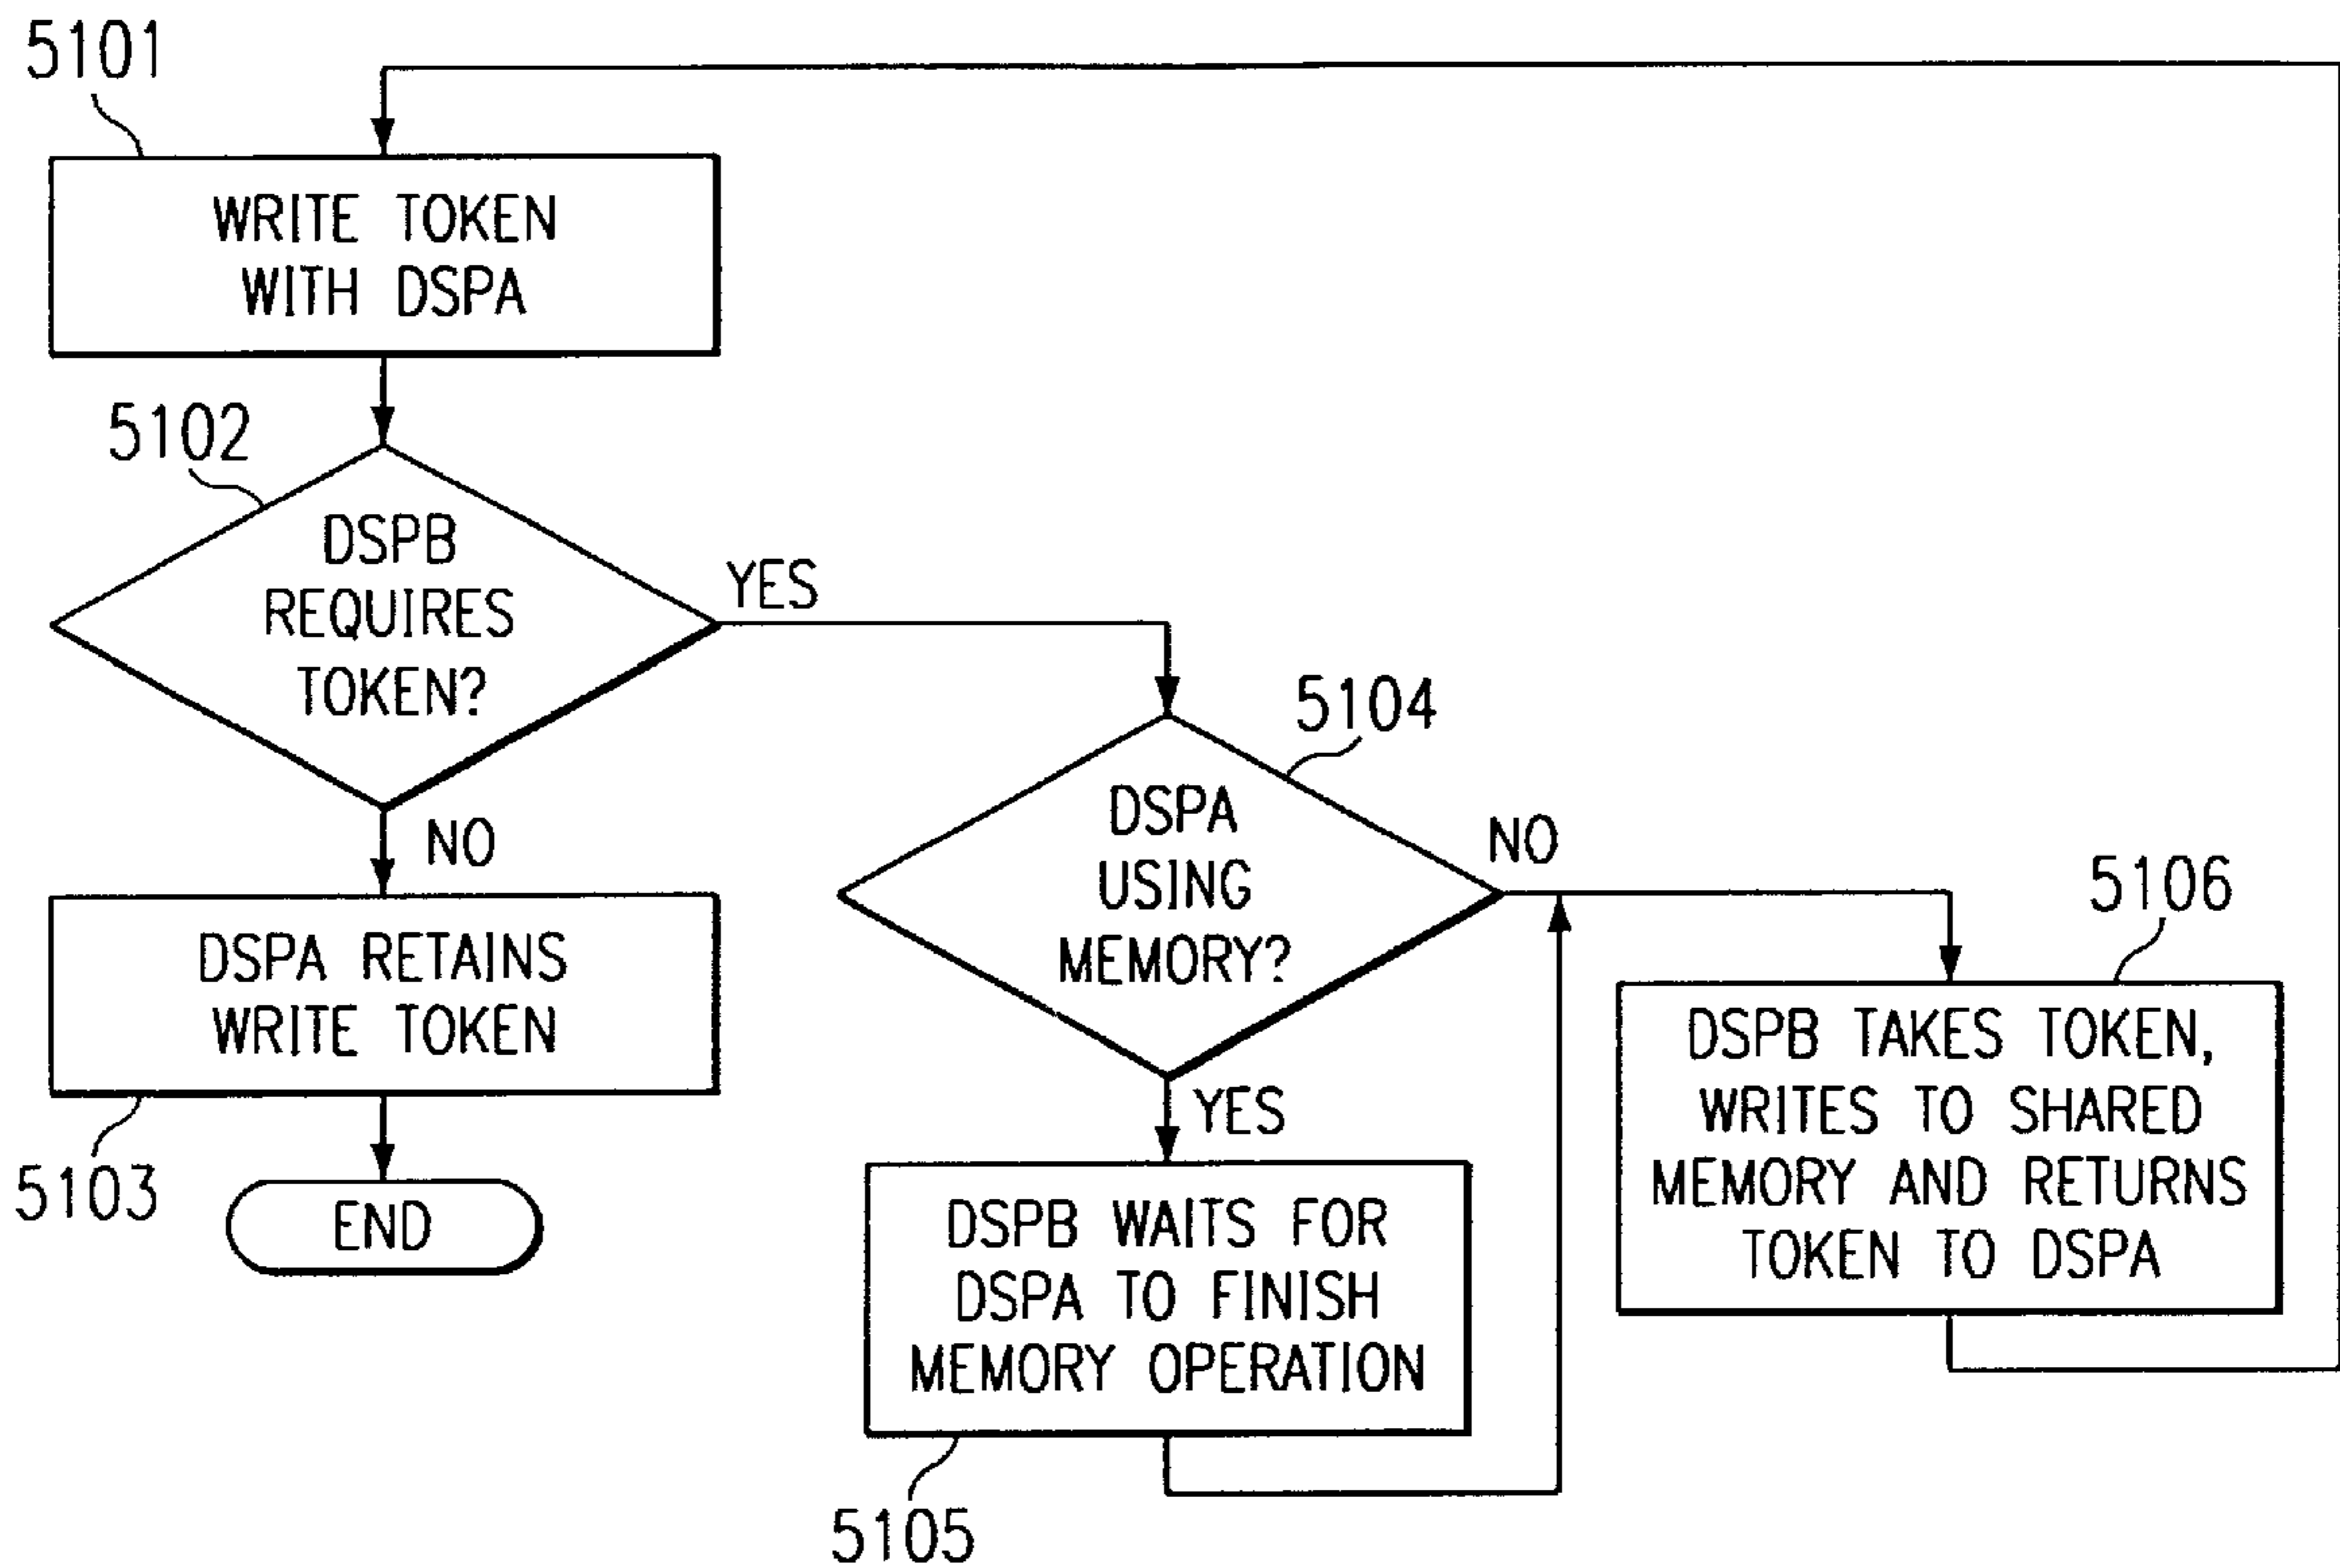 5101
WRITE TOKEN
WITH DSPA
5102
DSPB
REQUIRES
TOKEN?
YES
NO
DSPA RETAINS
WRITE TOKEN
5103
END
5104
DSPA
USING
MEMORY?
NO
YES
DSPB WAITS FOR
DSPA TO FINISH
MEMORY OPERATION
5105
5106
DSPB TAKES TOKEN,
WRITES TO SHARED
MEMORY AND RETURNS
TOKEN TO DSPA